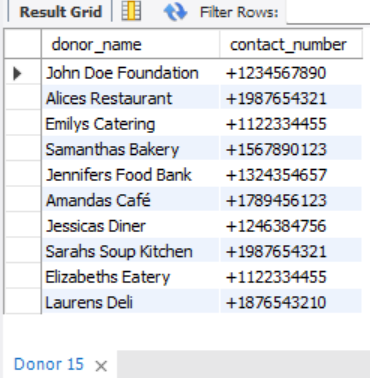 Result Grid Filter Rows:
donor_name contact_number
John Doe Foundation +1234567890
Alices Restaurant +1987654321
Emilys Catering +1122334455
Samanthas Bakery +1567890123
Jennifers Food Bank +1324354657
Amandas Café +1789456123
Jessicas Diner +1246384756
Sarahs Soup Kitchen +1987654321
Elizabeths Eatery +1122334455
Laurens Deli +1876543210
Donor 15 ×